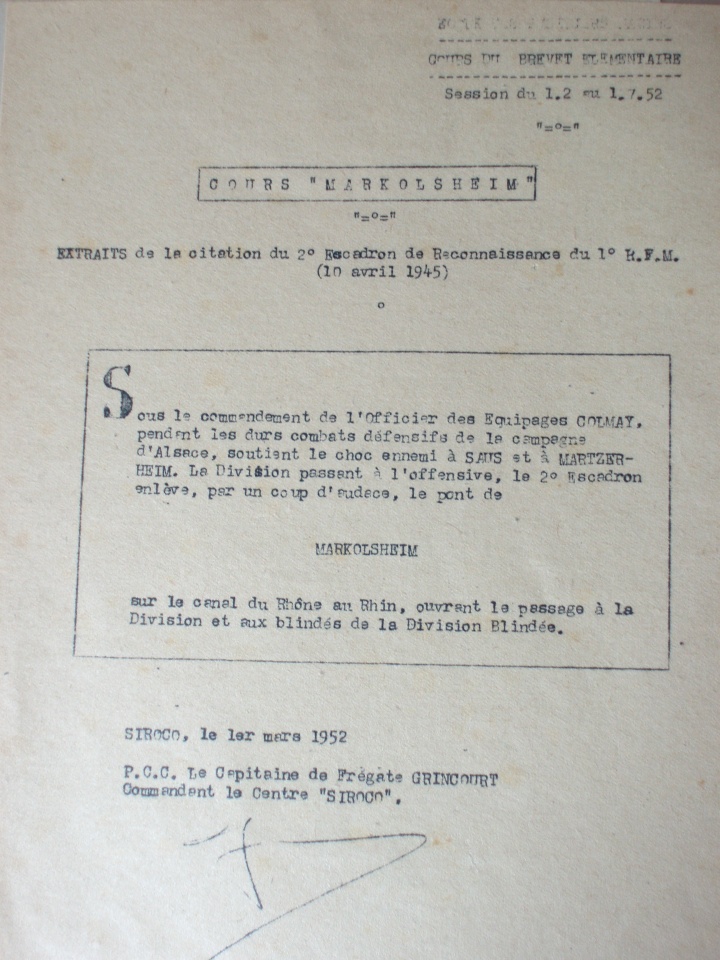 COURS DU BREVET ELEMENTAIRE
Session du 1.2 au 1.7.52
"=o="
COURS "MARKOLSHEIM"
"=o="
EXTRAITS de la citation du 2° Escadron de Reconnaissance du 1° R.F.M.
(10 avril 1945)
o
Sous le commendement de l'Officier des Equipages COLMAY,
pendant les durs combats défensifs de la campagne
d'Alsace, soutient le choc ennemi à SAUS et à MARTZER-
HEIM. La Division passant à l'offensive, le 2° Escadron
enlève, par un coup d'audace, le pont de
MARKOLSHEIM
sur le canal du Rhône au Rhin, ouvrant le passage à la
Division et aux blindés de la Division Blindée.
SIROCO, le 1er mars 1952
P.C.C. Le Capitaine de Frégate GRINCOURT
Commandant le Centre "SIROCO".